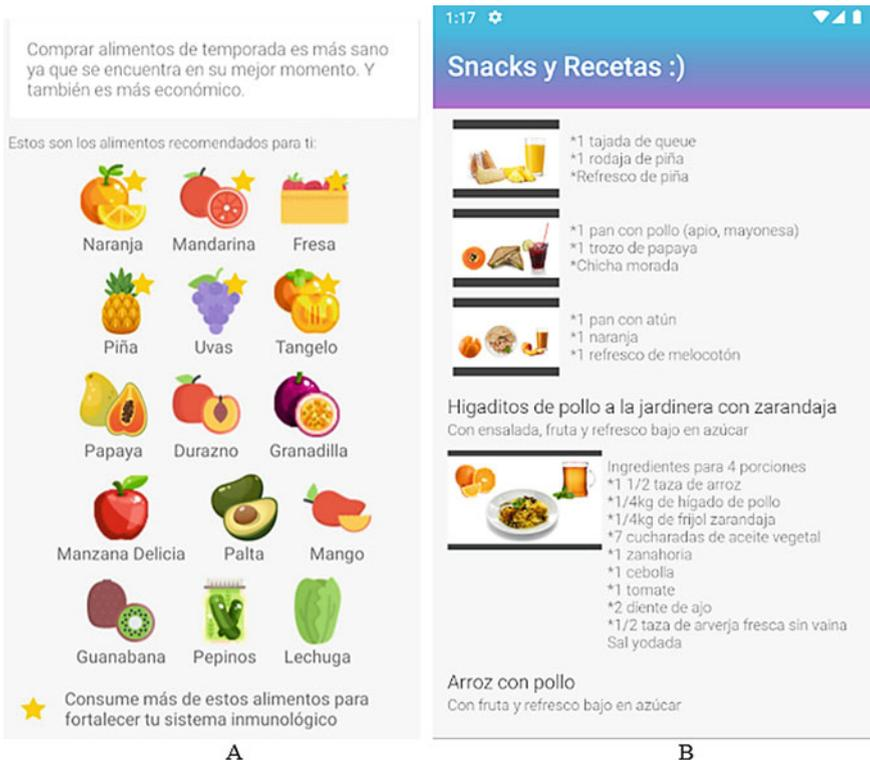 Comprar alimentos de temporada es más sano
ya que se encuentra en su mejor momento. Y
también es más económico.
Estos son los alimentos recomendados para ti:
Naranja Mandarina Fresa
Piña Uvas Tangelo
Papaya Durazno Granadilla
Manzana Delicia Palta Mango
Guanabana Pepinos Lechuga
Consume más de estos alimentos para
fortalecer tu sistema inmunológico
A
1:17
Snacks y Recetas :)
*1 tajada de queue
*1 rodaja de piña
*Refresco de piña
*1 pan con pollo (apio, mayonesa)
*1 trozo de papaya
*Chicha morada
*1 pan con atún
*1 naranja
*1 refresco de melocotón
Higaditos de pollo a la jardinera con zarandaja
Con ensalada, fruta y refresco bajo en azúcar
Ingredientes para 4 porciones
*1 1/2 taza de arroz
*1/4kg de hígado de pollo
*1/4kg de frijol zarandaja
*7 cucharadas de aceite vegetal
*1 zanahoria
*1 cebolla
*1 tomate
*2 diente de ajo
*1/2 taza de arverja fresca sin vaina
Sal yodada
Arroz con pollo
Con fruta y refresco bajo en azúcar
B